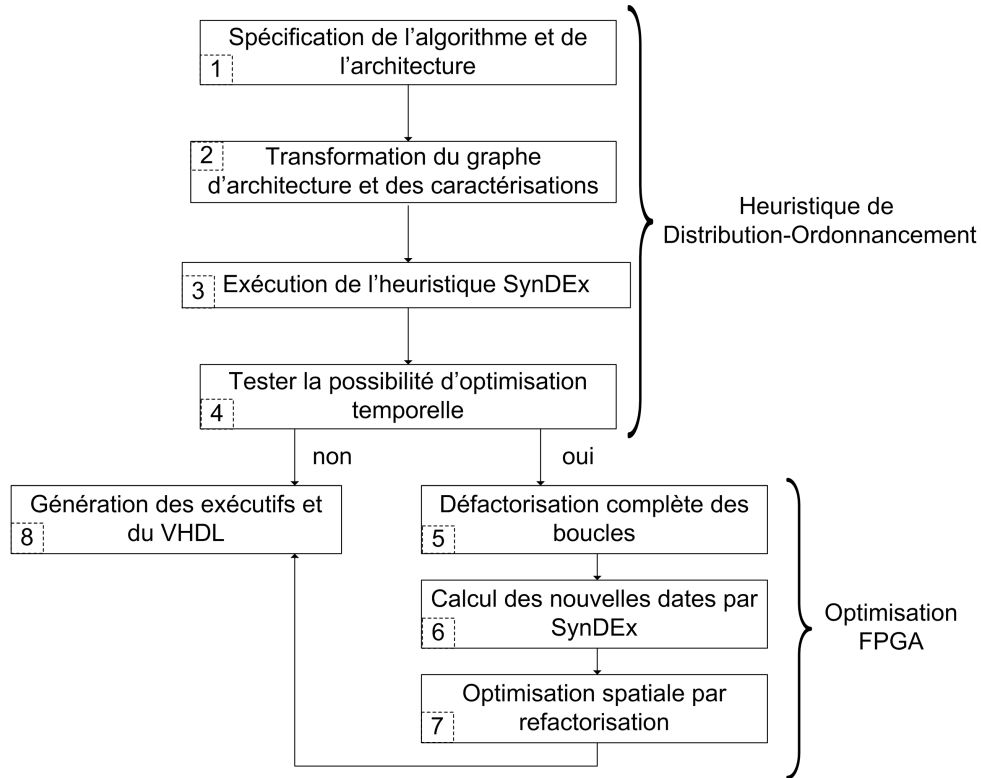 Spécification de l'algorithme et de
l'architecture
1
2
Transformation du graphe
d'architecture et des caractérisations
Heuristique de
Distribution-Ordonnancement
3
Exécution de l'heuristique SynDEx
Tester la possibilité d'optimisation
temporelle
4
non
oui
Génération des exécutifs et
du VHDL
8
Défactorisation complète des
boucles
5
Calcul des nouvelles dates par
SynDEx
6
Optimisation
FPGA
Optimisation spatiale par
refactorisation
7